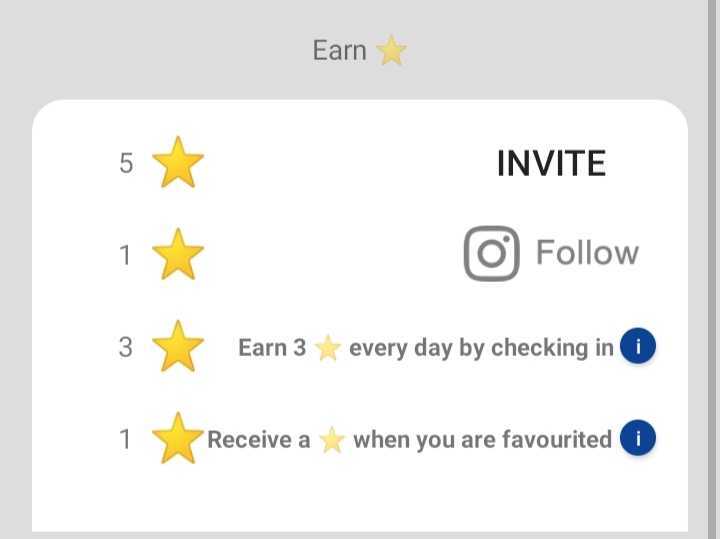 Earn ⭐
5 ⭐ INVITE
1 ⭐ Follow
3 ⭐ Earn 3 ⭐ every day by checking in i
1 ⭐ Receive a ⭐ when you are favourited i